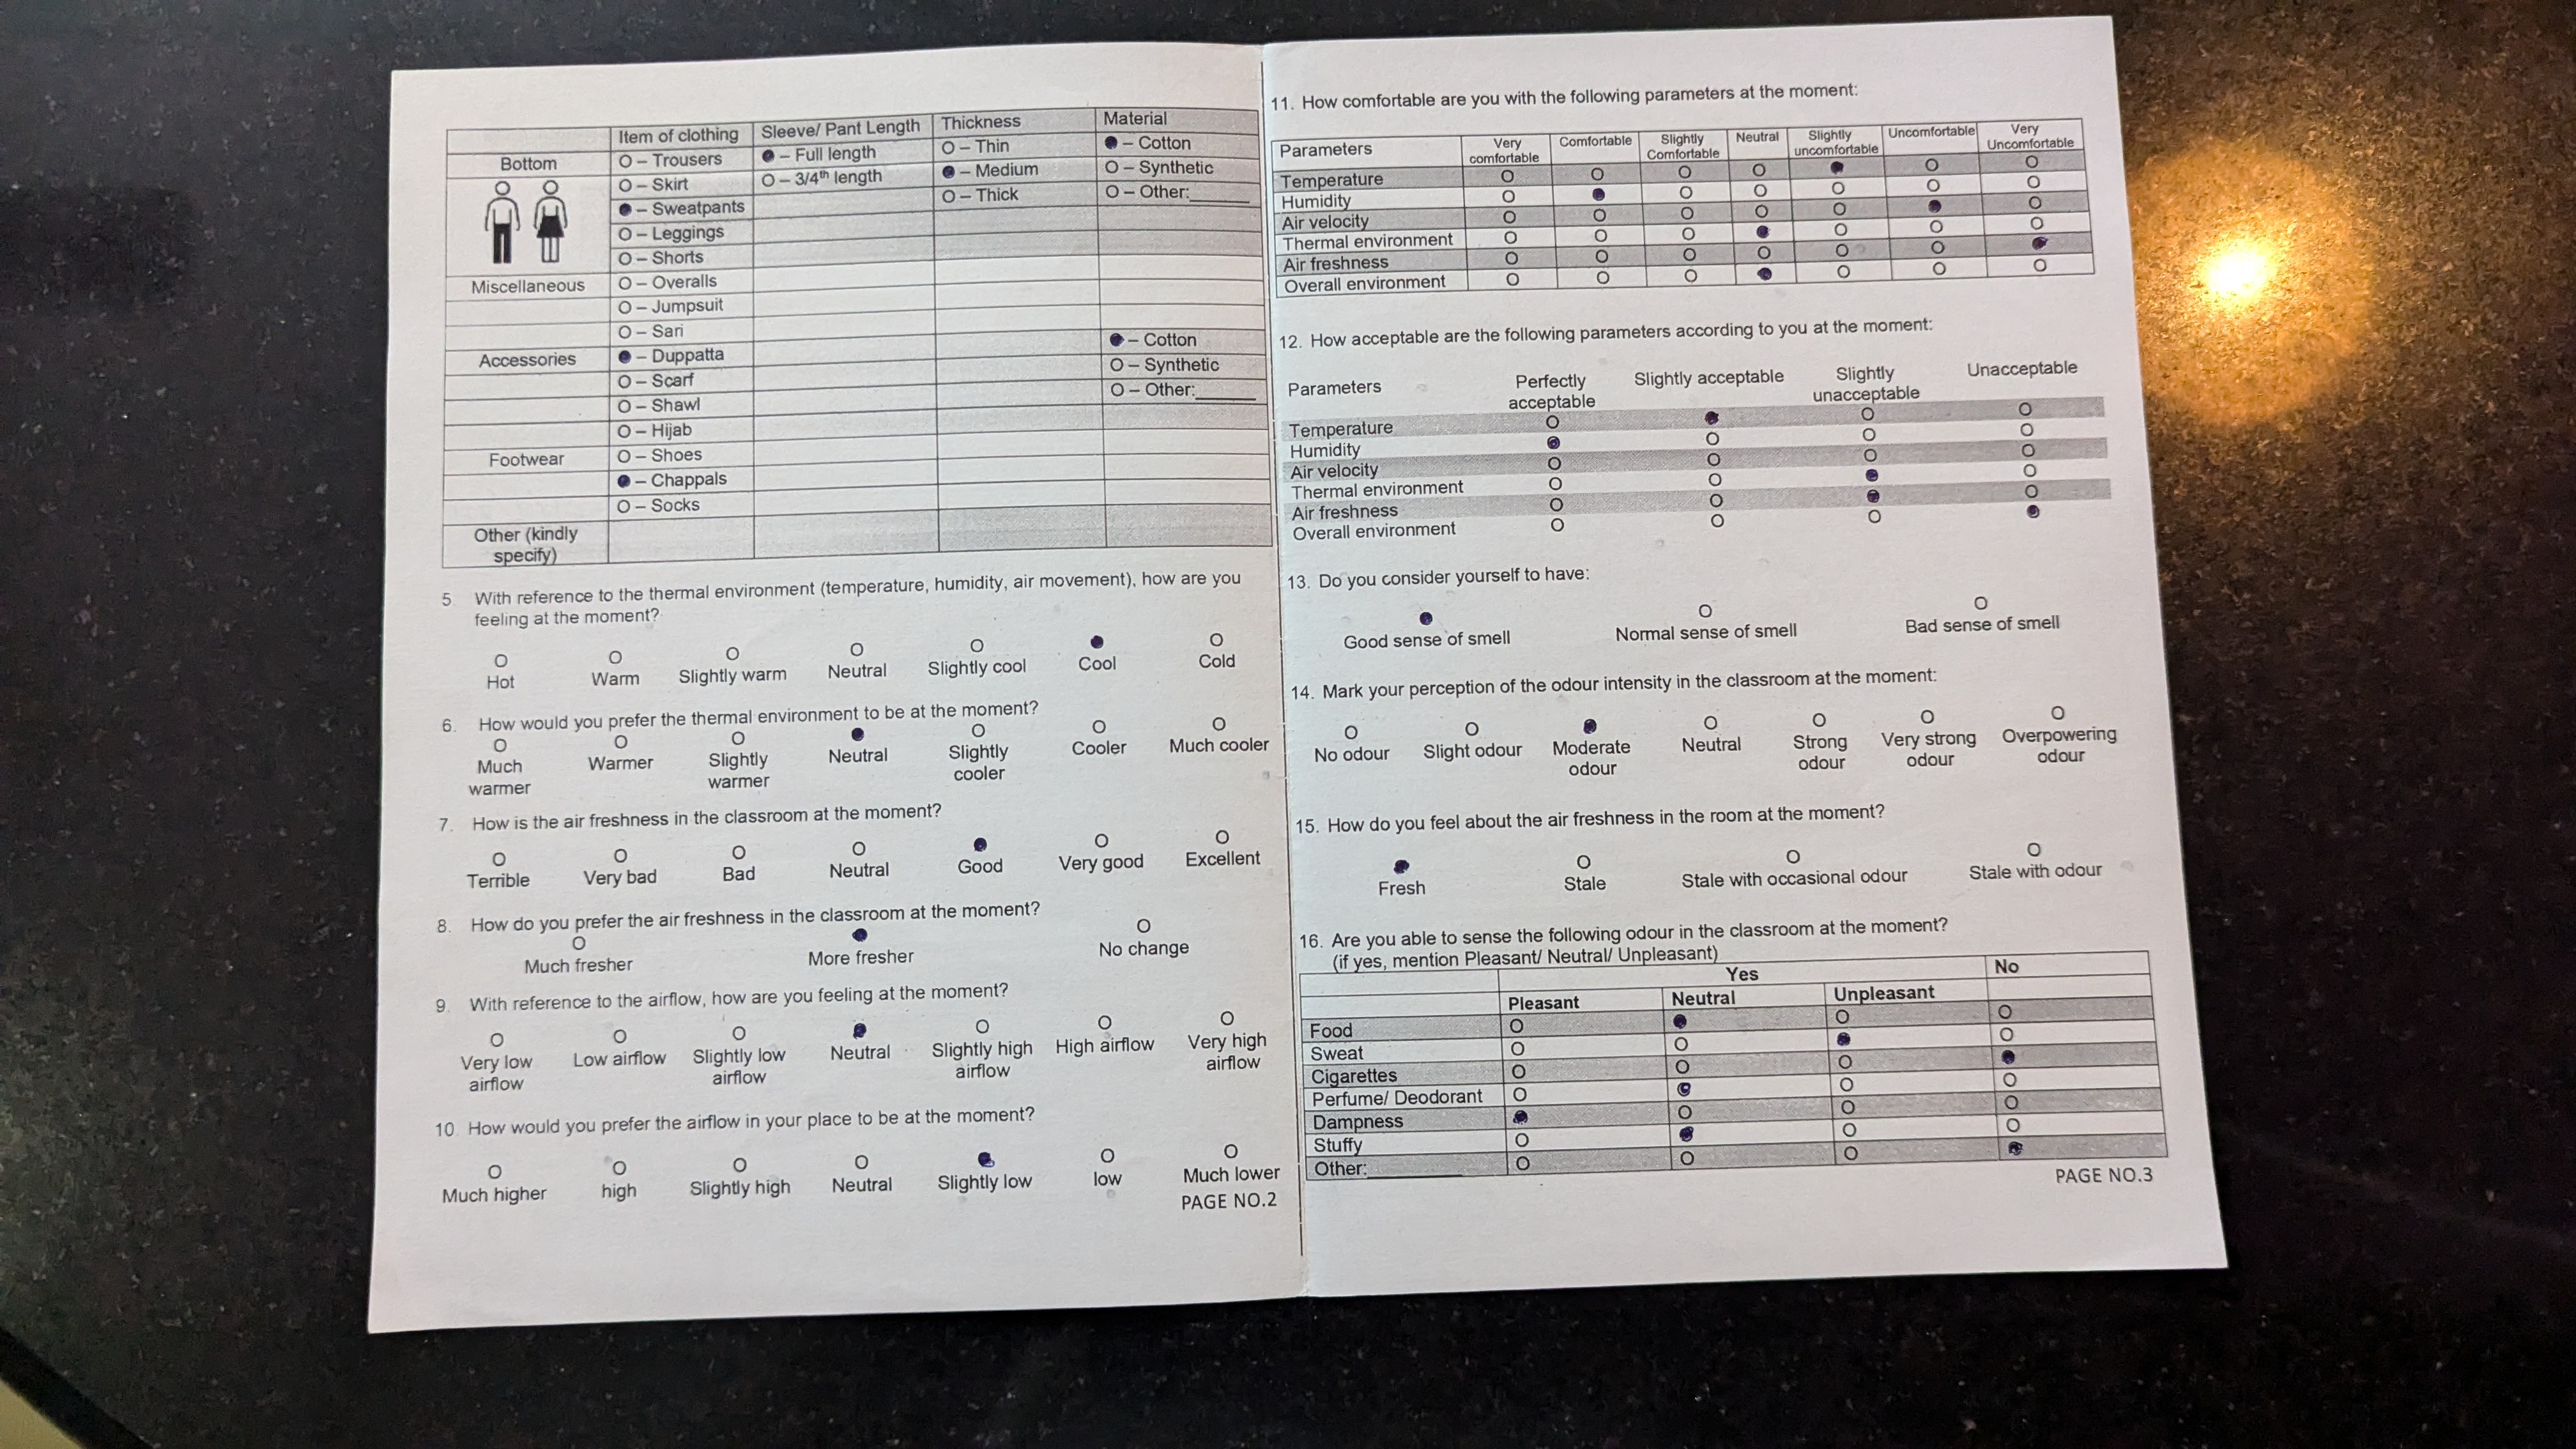 Item of clothing Sleeve/ Pant Length Thickness Material
Bottom O – Trousers ● – Full length O – Thin ● – Cotton
O – Skirt O – 3/4th length ● – Medium O – Synthetic
● – Sweatpants O – Thick O – Other:______
O – Leggings
O – Shorts
Miscellaneous O – Overalls
O – Jumpsuit
O – Sari
Accessories ● – Duppatta ● – Cotton
O – Scarf O – Synthetic
O – Shawl O – Other:______
O – Hijab
Footwear O – Shoes
● – Chappals
O – Socks
Other (kindly
specify)
5 With reference to the thermal environment (temperature, humidity, air movement), how are you
feeling at the moment?
O O O O O ● O
Hot Warm Slightly warm Neutral Slightly cool Cool Cold
6. How would you prefer the thermal environment to be at the moment?
O O O ● O O O
Much Warmer Slightly Neutral Slightly Cooler Much cooler
warmer warmer cooler
7. How is the air freshness in the classroom at the moment?
O O O O ● O O
Terrible Very bad Bad Neutral Good Very good Excellent
8. How do you prefer the air freshness in the classroom at the moment?
O ● O
Much fresher More fresher No change
9. With reference to the airflow, how are you feeling at the moment?
O O O ● O O O
Very low Low airflow Slightly low Neutral Slightly high High airflow Very high
airflow airflow airflow airflow
10. How would you prefer the airflow in your place to be at the moment?
O O O O ● O O
Much higher high Slightly high Neutral Slightly low low Much lower
PAGE NO.2
11. How comfortable are you with the following parameters at the moment:
Parameters Very Comfortable Slightly Neutral Slightly Uncomfortable Very
comfortable Comfortable uncomfortable Uncomfortable
Temperature O O O O ● O O
Humidity O ● O O O O O
Air velocity O O O O O ● O
Thermal environment O O O ● O O O
Air freshness O O O O O O ●
Overall environment O O O ● O O O
12. How acceptable are the following parameters according to you at the moment:
Parameters Perfectly Slightly acceptable Slightly Unacceptable
acceptable unacceptable
Temperature O ● O O
Humidity ● O O O
Air velocity O O O O
Thermal environment O O ● O
Air freshness O O ● O
Overall environment O O O ●
13. Do you consider yourself to have:
● O O
Good sense of smell Normal sense of smell Bad sense of smell
14. Mark your perception of the odour intensity in the classroom at the moment:
O O ● O O O O
No odour Slight odour Moderate Neutral Strong Very strong Overpowering
odour odour odour odour
15. How do you feel about the air freshness in the room at the moment?
● O O O
Fresh Stale Stale with occasional odour Stale with odour
16. Are you able to sense the following odour in the classroom at the moment?
(if yes, mention Pleasant/ Neutral/ Unpleasant)
Yes No
Pleasant Neutral Unpleasant
Food O ● O O
Sweat O O ● O
Cigarettes O O O ●
Perfume/ Deodorant O ● O O
Dampness ● O O O
Stuffy O ● O O
Other:__________ O O O ●
PAGE NO.3